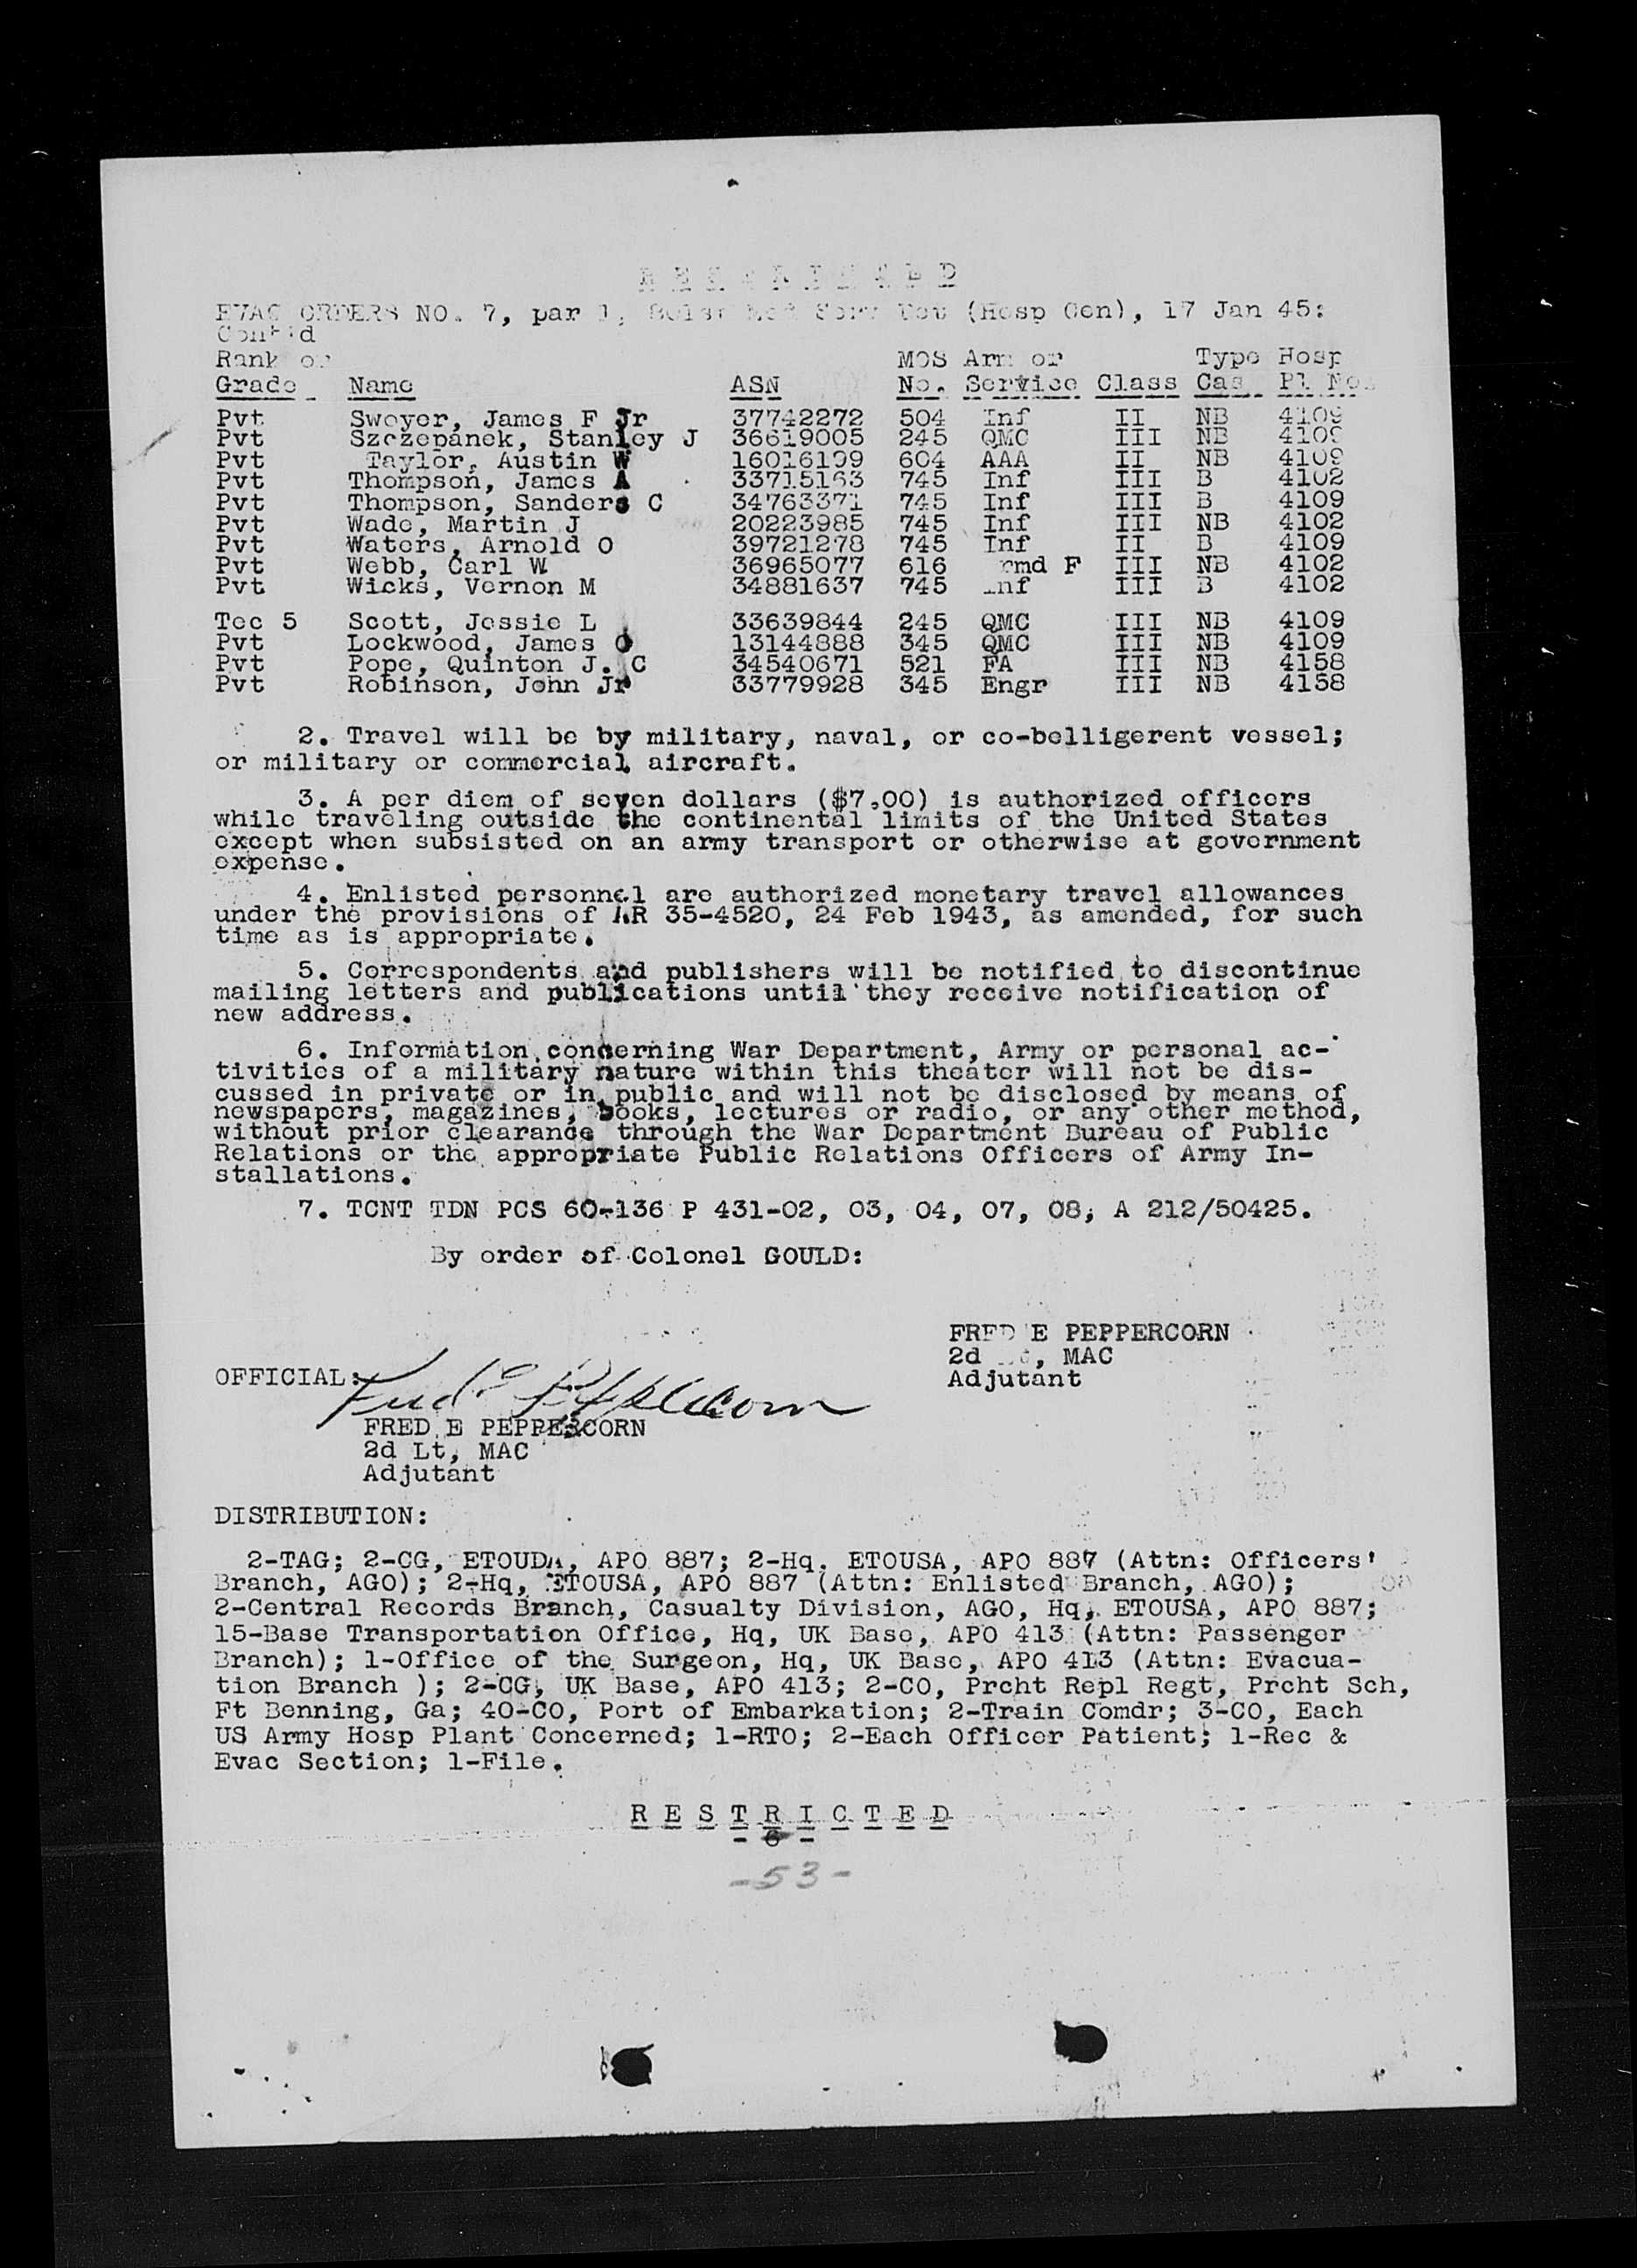 R E S T R I C T E D
EVAC ORDERS NO. 7, par 1, 801st Hosp (Hosp Cen), 17 Jan 45:
Cont'd
Rank or MOS Arm or Type Hosp
Grade Name ASN No. Service Class Cas Pl No.
Pvt Swoyer, James F Jr 37742272 504 Inf II NB 4109
Pvt Szczepanek, Stanley J 36619005 245 QMC III NB 4109
Pvt Taylor, Austin W 16016199 604 AAA II NB 4109
Pvt Thompson, James A 33715163 745 Inf III B 4102
Pvt Thompson, Sanders C 34763371 745 Inf III B 4109
Pvt Wade, Martin J 20223985 745 Inf III NB 4102
Pvt Waters, Arnold O 39721278 745 Inf II B 4109
Pvt Webb, Carl W 36965077 616 rmd F III NB 4102
Pvt Wicks, Vernon M 34881637 745 Inf III B 4102
Tec 5 Scott, Jessie L 33639844 245 QMC III NB 4109
Pvt Lockwood, James O 13144888 345 QMC III NB 4109
Pvt Pope, Quinton J. C 34540671 521 FA III NB 4158
Pvt Robinson, John Jr 33779928 345 Engr III NB 4158
2. Travel will be by military, naval, or co-belligerent vessel;
or military or commercial aircraft.
3. A per diem of seven dollars ($7.00) is authorized officers
while traveling outside the continental limits of the United States
except when subsisted on an army transport or otherwise at government
expense.
4. Enlisted personnel are authorized monetary travel allowances
under the provisions of AR 35-4520, 24 Feb 1943, as amended, for such
time as is appropriate.
5. Correspondents and publishers will be notified to discontinue
mailing letters and publications until they receive notification of
new address.
6. Information concerning War Department, Army or personal ac-
tivities of a military nature within this theater will not be dis-
cussed in private or in public and will not be disclosed by means of
newspapers, magazines, books, lectures or radio, or any other method,
without prior clearance through the War Department Bureau of Public
Relations or the appropriate Public Relations Officers of Army In-
stallations.
7. TCNT TDN PCS 60-136 P 431-02, 03, 04, 07, 08, A 212/50425.
By order of Colonel GOULD:
FRED E PEPPERCORN
2d Lt, MAC
Adjutant
OFFICIAL:
Fred E Peppercorn
FRED E PEPPERCORN
2d Lt, MAC
Adjutant
DISTRIBUTION:
2-TAG; 2-CG, ETOUDA, APO 887; 2-Hq, ETOUSA, APO 887 (Attn: Officers'
Branch, AGO); 2-Hq, ETOUSA, APO 887 (Attn: Enlisted Branch, AGO);
2-Central Records Branch, Casualty Division, AGO, Hq, ETOUSA, APO 887;
15-Base Transportation Office, Hq, UK Base, APO 413 (Attn: Passenger
Branch); 1-Office of the Surgeon, Hq, UK Base, APO 413 (Attn: Evacua-
tion Branch ); 2-CG, UK Base, APO 413; 2-CO, Prcht Repl Regt, Prcht Sch,
Ft Benning, Ga; 40-CO, Port of Embarkation; 2-Train Comdr; 3-CO, Each
US Army Hosp Plant Concerned; 1-RTO; 2-Each Officer Patient; 1-Rec &
Evac Section; 1-File.
R E S T R I C T E D
- 6 -
-53-